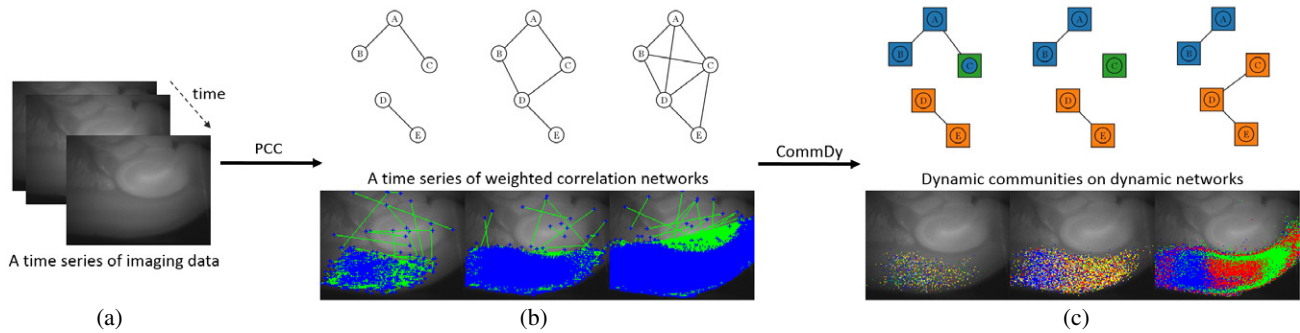 time
A time series of imaging data
(a)
PCC
A
B
C
D
E
A
B
C
D
E
A
B
C
D
E
A time series of weighted correlation networks
(b)
CommDy
A
B
C
D
E
A
B
C
D
E
A
B
C
D
E
Dynamic communities on dynamic networks
(c)